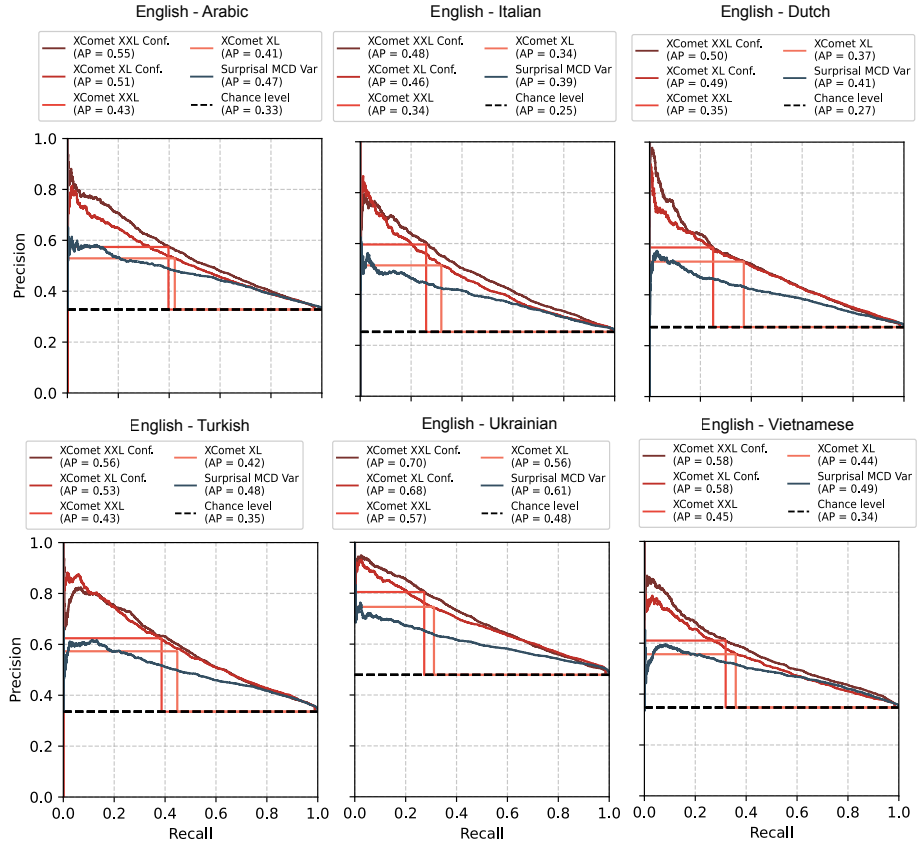 English - Arabic
XComet XXL Conf.
(AP = 0.55)
XComet XL Conf.
(AP = 0.51)
XComet XXL
(AP = 0.43)
XComet XL
(AP = 0.41)
Surprisal MCD Var
(AP = 0.47)
Chance level
(AP = 0.33)
English - Italian
XComet XXL Conf.
(AP = 0.48)
XComet XL Conf.
(AP = 0.46)
XComet XXL
(AP = 0.34)
XComet XL
(AP = 0.34)
Surprisal MCD Var
(AP = 0.39)
Chance level
(AP = 0.25)
English - Dutch
XComet XXL Conf.
(AP = 0.50)
XComet XL Conf.
(AP = 0.49)
XComet XXL
(AP = 0.35)
XComet XL
(AP = 0.37)
Surprisal MCD Var
(AP = 0.41)
Chance level
(AP = 0.27)
Precision
1.0
0.8
0.6
0.4
0.2
0.0
English - Turkish
XComet XXL Conf.
(AP = 0.56)
XComet XL Conf.
(AP = 0.53)
XComet XXL
(AP = 0.43)
XComet XL
(AP = 0.42)
Surprisal MCD Var
(AP = 0.48)
Chance level
(AP = 0.35)
English - Ukrainian
XComet XXL Conf.
(AP = 0.70)
XComet XL Conf.
(AP = 0.68)
XComet XXL
(AP = 0.57)
XComet XL
(AP = 0.56)
Surprisal MCD Var
(AP = 0.61)
Chance level
(AP = 0.48)
English - Vietnamese
XComet XXL Conf.
(AP = 0.58)
XComet XL Conf.
(AP = 0.58)
XComet XXL
(AP = 0.45)
XComet XL
(AP = 0.44)
Surprisal MCD Var
(AP = 0.49)
Chance level
(AP = 0.34)
Precision
1.0
0.8
0.6
0.4
0.2
0.0
0.0 0.2 0.4 0.6 0.8 1.0
Recall
0.0 0.2 0.4 0.6 0.8 1.0
Recall
0.0 0.2 0.4 0.6 0.8 1.0
Recall